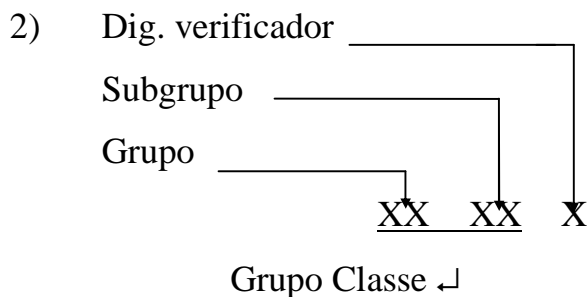 2) Dig. verificador
Subgrupo
Grupo
XX XX X
Grupo Classe ↲